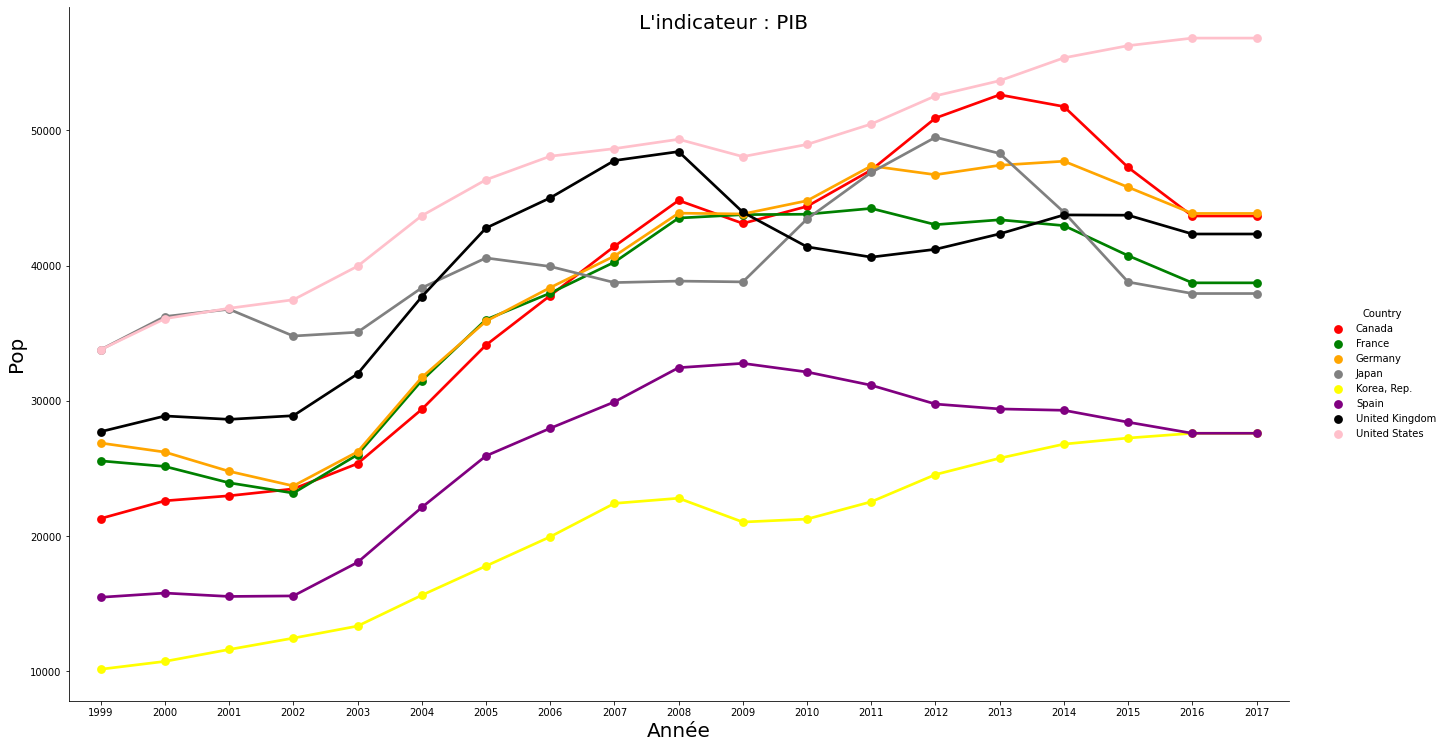 L'indicateur : PIB
50000
40000
30000
20000
10000
Pop
1999 2000 2001 2002 2003 2004 2005 2006 2007 2008 2009 2010 2011 2012 2013 2014 2015 2016 2017
Année
Country
Canada
France
Germany
Japan
Korea, Rep.
Spain
United Kingdom
United States